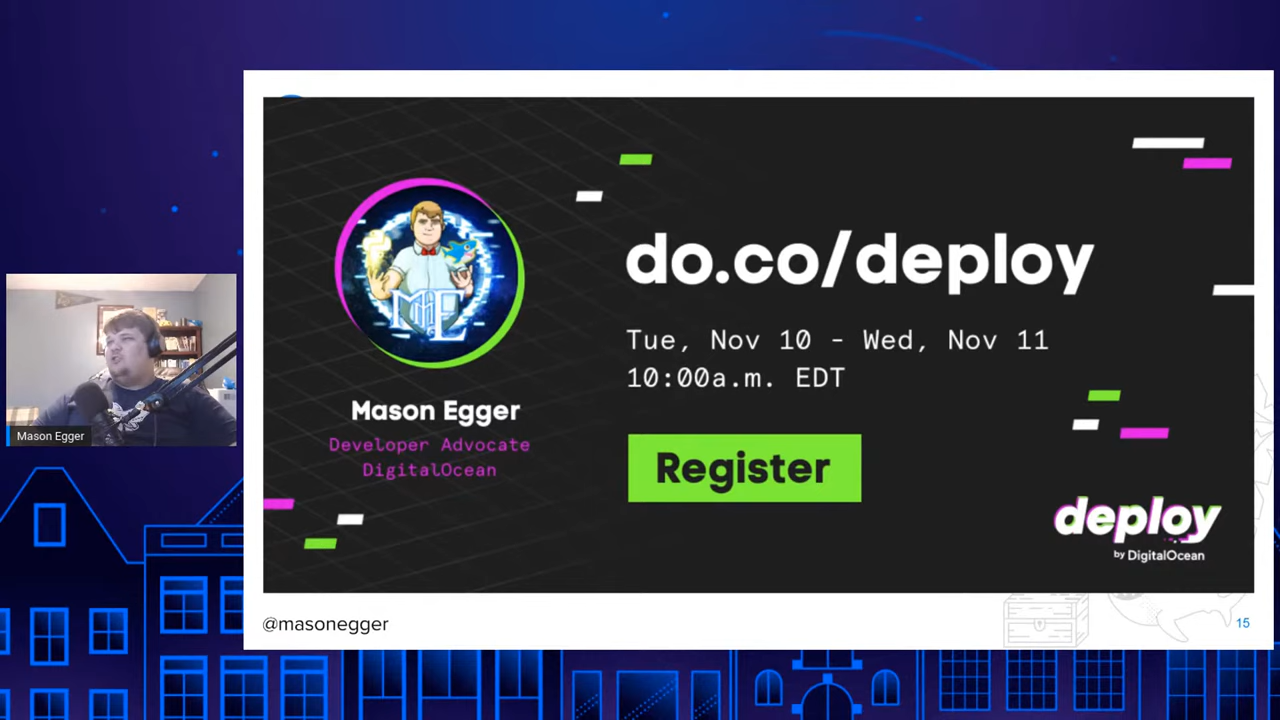 Mason Egger
MhE
Mason Egger
Developer Advocate
DigitalOcean
do.co/deploy
Tue, Nov 10 - Wed, Nov 11
10:00a.m. EDT
Register
deploy
by DigitalOcean
@masonegger
15